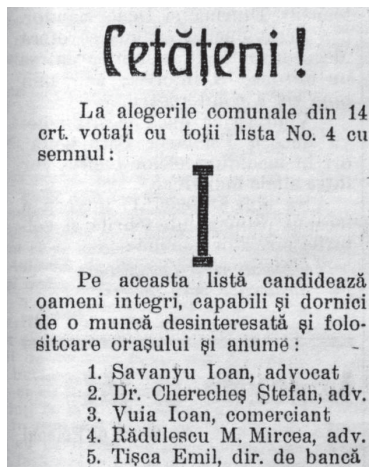 Cetățeni !
La alegerile comunale din 14
crt. votați cu toții lista No. 4 cu
semnul :
I
Pe aceasta listă candidează
oameni integri, capabili și dornici
de o muncă desinteresată și folo-
sitoare orașului și anume :
1. Savanyu Ioan, advocat
2. Dr. Cherecheș Ștefan, adv.
3. Vuia Ioan, comerciant
4. Rădulescu M. Mircea, adv.
5. Tișca Emil, dir. de bancă